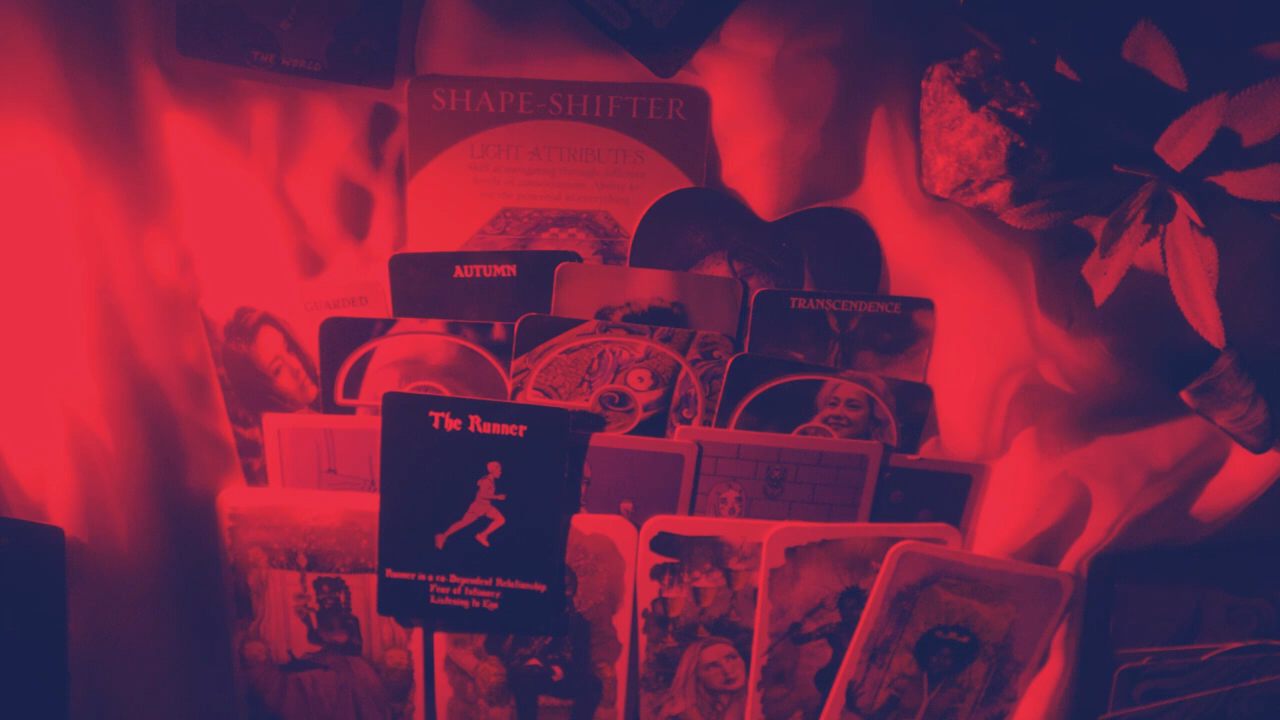 THE WORLD
SHAPE-SHIFTER
LIGHT ATTRIBUTES
AUTUMN
GUARDED
TRANSCENDENCE
The Runner
Runner in a co-Dependent Relationship
Fear of Intimacy
Listening to Ego